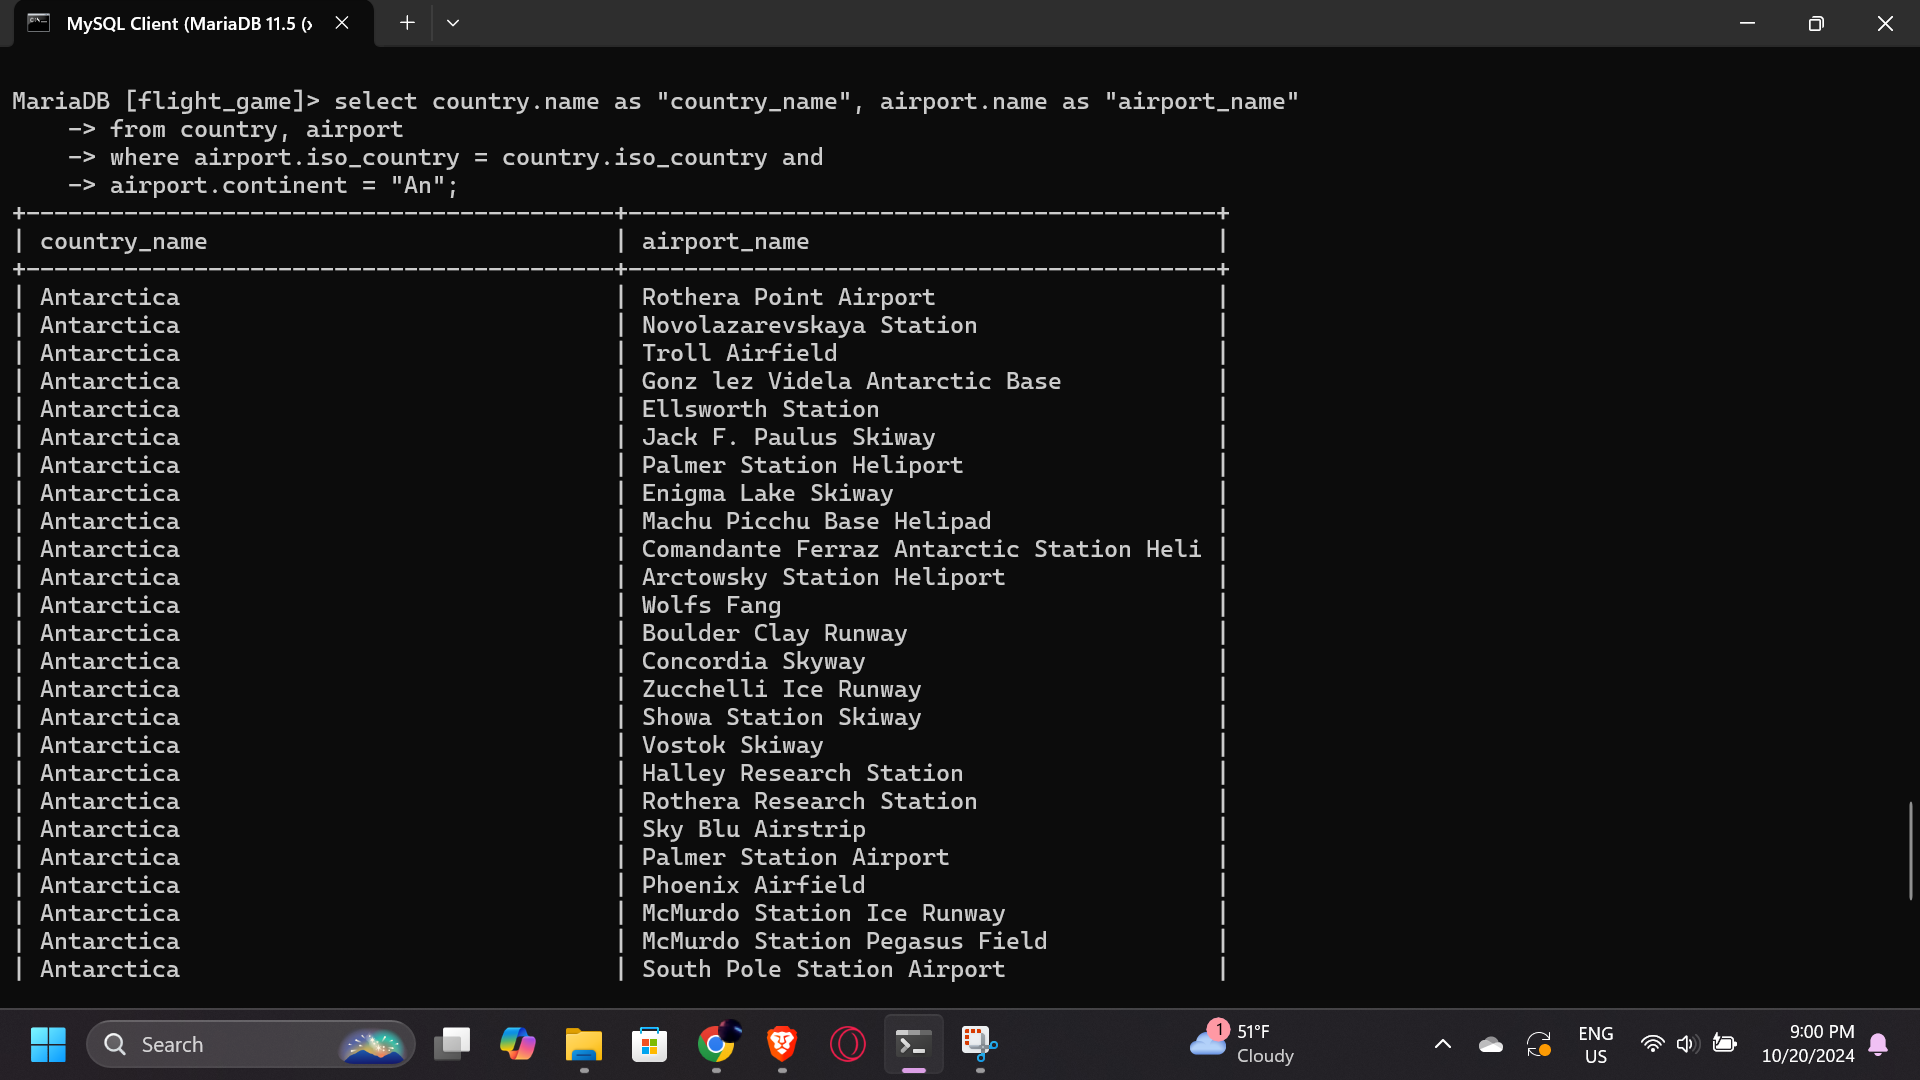 MySQL Client (MariaDB 11.5 (x
MariaDB [flight_game]> select country.name as "country_name", airport.name as "airport_name"
    -> from country, airport
    -> where airport.iso_country = country.iso_country and
    -> airport.continent = "An";
+------------------------------------------+------------------------------------------+
| country_name                             | airport_name                             |
+------------------------------------------+------------------------------------------+
| Antarctica                               | Rothera Point Airport                    |
| Antarctica                               | Novolazarevskaya Station                 |
| Antarctica                               | Troll Airfield                           |
| Antarctica                               | Gonz lez Videla Antarctic Base           |
| Antarctica                               | Ellsworth Station                        |
| Antarctica                               | Jack F. Paulus Skiway                    |
| Antarctica                               | Palmer Station Heliport                  |
| Antarctica                               | Enigma Lake Skiway                       |
| Antarctica                               | Machu Picchu Base Helipad                |
| Antarctica                               | Comandante Ferraz Antarctic Station Heli |
| Antarctica                               | Arctowsky Station Heliport               |
| Antarctica                               | Wolfs Fang                               |
| Antarctica                               | Boulder Clay Runway                      |
| Antarctica                               | Concordia Skyway                         |
| Antarctica                               | Zucchelli Ice Runway                     |
| Antarctica                               | Showa Station Skiway                     |
| Antarctica                               | Vostok Skiway                            |
| Antarctica                               | Halley Research Station                  |
| Antarctica                               | Rothera Research Station                 |
| Antarctica                               | Sky Blu Airstrip                         |
| Antarctica                               | Palmer Station Airport                   |
| Antarctica                               | Phoenix Airfield                         |
| Antarctica                               | McMurdo Station Ice Runway               |
| Antarctica                               | McMurdo Station Pegasus Field            |
| Antarctica                               | South Pole Station Airport               |
Search
1
51°F
Cloudy
ENG
US
9:00 PM
10/20/2024